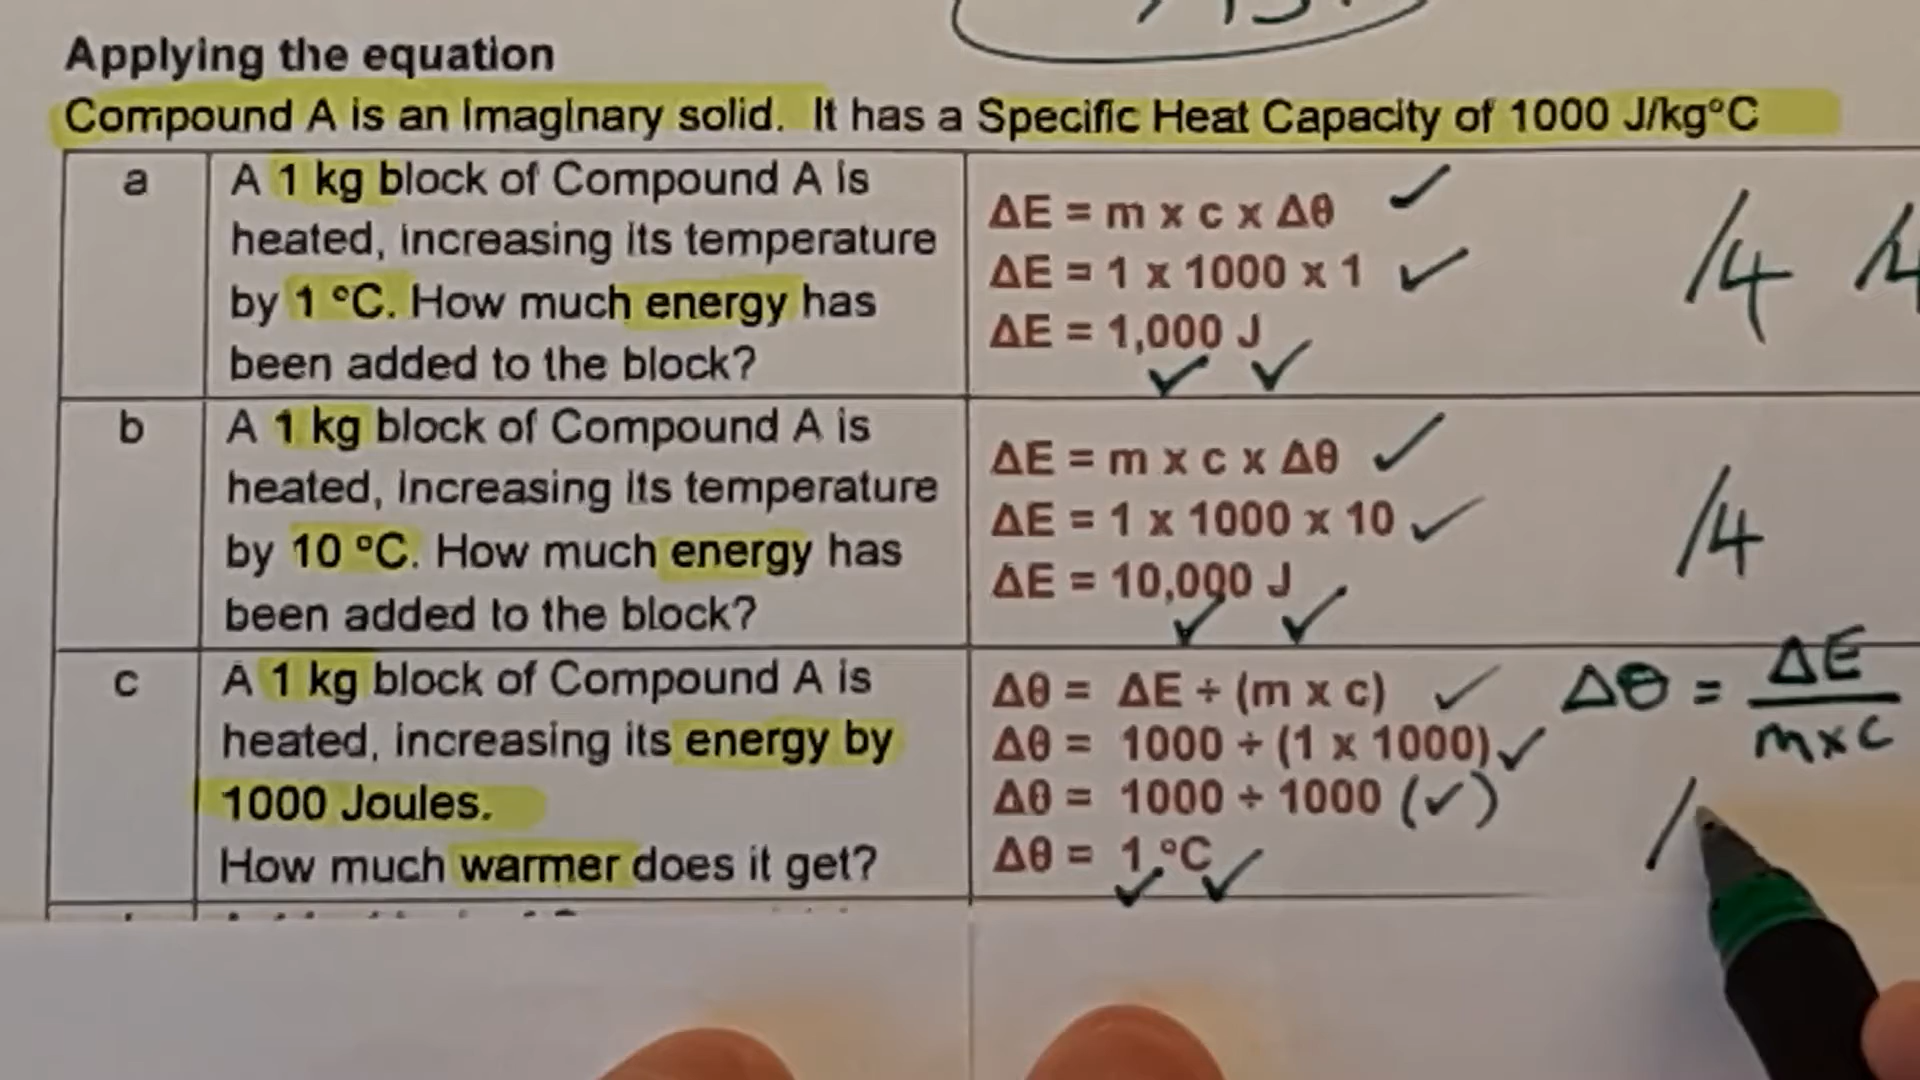 Applying the equation
Compound A is an imaginary solid. It has a Specific Heat Capacity of 1000 J/kg°C
a
A 1 kg block of Compound A is
heated, increasing its temperature
by 1 °C. How much energy has
been added to the block?
ΔE = m x c x Δθ ✓
ΔE = 1 x 1000 x 1 ✓
ΔE = 1,000 J
✓ ✓
/4
b
A 1 kg block of Compound A is
heated, increasing its temperature
by 10 °C. How much energy has
been added to the block?
ΔE = m x c x Δθ ✓
ΔE = 1 x 1000 x 10 ✓
ΔE = 10,000 J
✓ ✓
/4
c
A 1 kg block of Compound A is
heated, increasing its energy by
1000 Joules.
How much warmer does it get?
Δθ = ΔE ÷ (m x c) ✓
Δθ = 1000 ÷ (1 x 1000) ✓
Δθ = 1000 ÷ 1000 (✓)
Δθ = 1 °C
✓ ✓
Δθ = ΔE
m x c
/